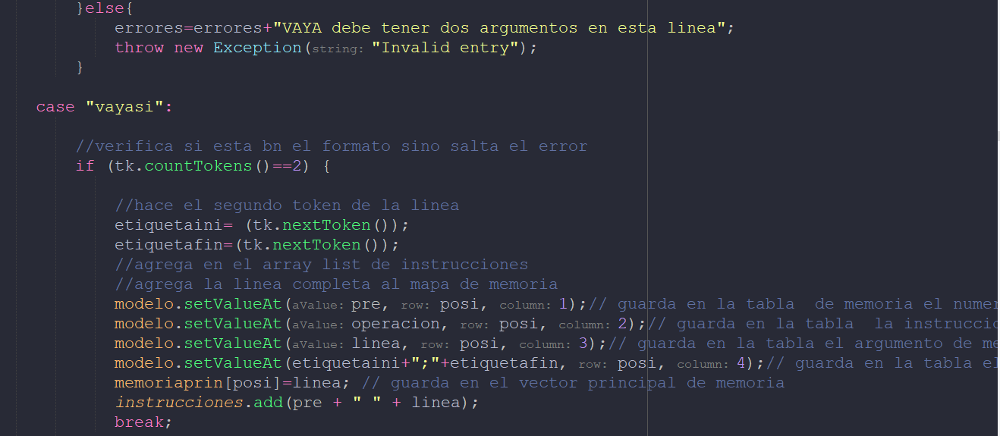 }else{
errores=errores+"VAYA debe tener dos argumentos en esta linea";
throw new Exception(string: "Invalid entry");
}
case "vayasi":
//verifica si esta bn el formato sino salta el error
if (tk.countTokens()==2) {
//hace el segundo token de la linea
etiquetaini= (tk.nextToken());
etiquetafin=(tk.nextToken());
//agrega en el array list de instrucciones
//agrega la linea completa al mapa de memoria
modelo.setValueAt(aValue: pre, row: posi, column: 1);// guarda en la tabla  de memoria el
modelo.setValueAt(aValue: operacion, row: posi, column: 2);// guarda en la tabla  la
modelo.setValueAt(aValue: linea, row: posi, column: 3);// guarda en la tabla el argumento de
modelo.setValueAt(etiquetaini+";"+etiquetafin, row: posi, column: 4);// guarda en la tabla
memoriaprin[posi]=linea; // guarda en el vector principal de memoria
instrucciones.add(pre + " " + linea);
break;